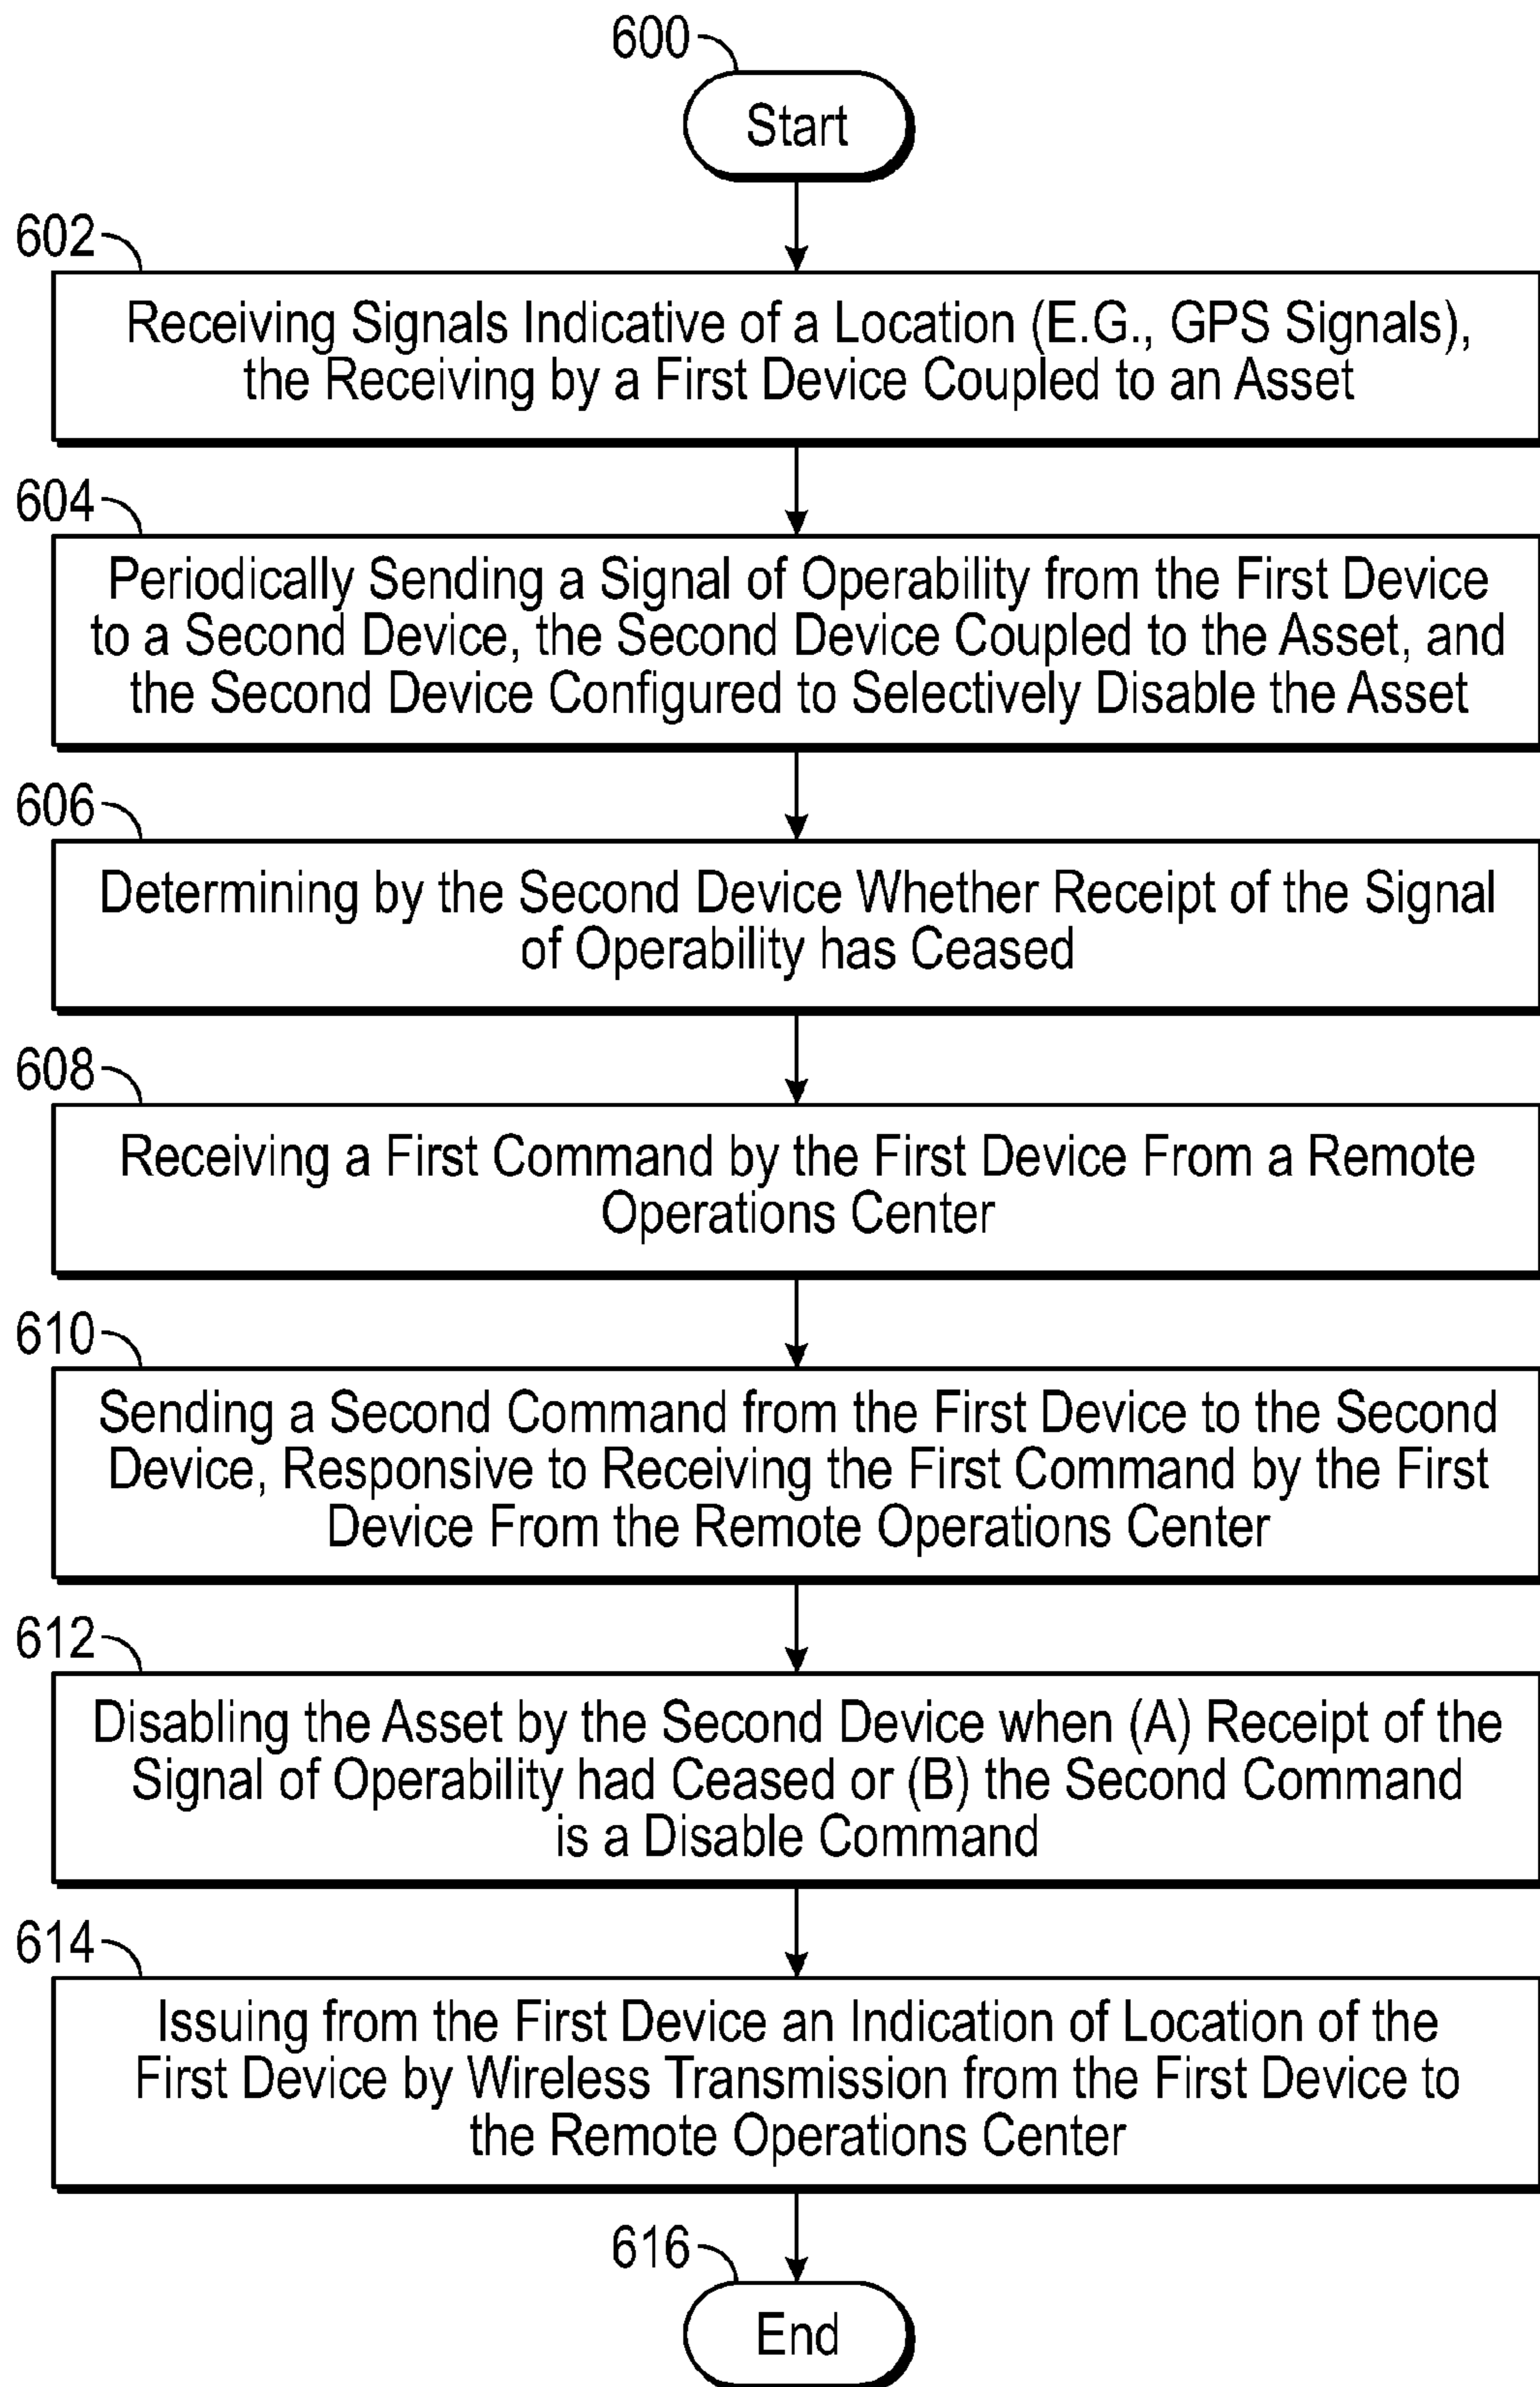 600
Start
602
Receiving Signals Indicative of a Location (E.G., GPS Signals),
the Receiving by a First Device Coupled to an Asset
604
Periodically Sending a Signal of Operability from the First Device
to a Second Device, the Second Device Coupled to the Asset, and
the Second Device Configured to Selectively Disable the Asset
606
Determining by the Second Device Whether Receipt of the Signal
of Operability has Ceased
608
Receiving a First Command by the First Device From a Remote
Operations Center
610
Sending a Second Command from the First Device to the Second
Device, Responsive to Receiving the First Command by the First
Device From the Remote Operations Center
612
Disabling the Asset by the Second Device when (A) Receipt of the
Signal of Operability had Ceased or (B) the Second Command
is a Disable Command
614
Issuing from the First Device an Indication of Location of the
First Device by Wireless Transmission from the First Device to
the Remote Operations Center
616
End